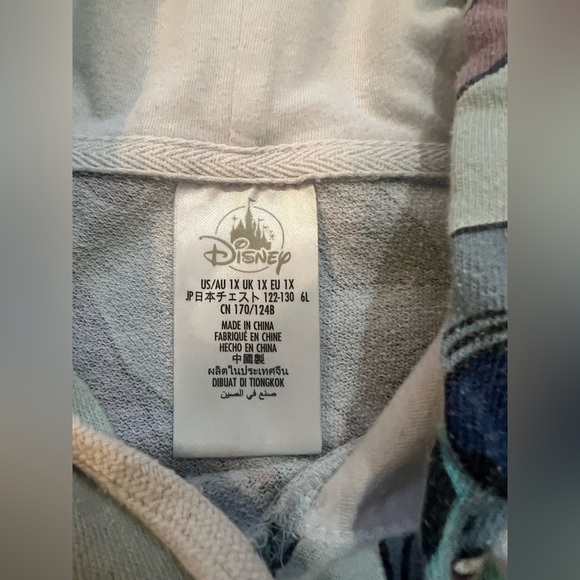 Disney
US/AU 1X UK 1X EU 1X
JP日本チェスト 122-130 6L
CN 170/124B
MADE IN CHINA
FABRIQUÉ EN CHINE
HECHO EN CHINA
中國製
ผลิตในประเทศจีน
DIBUAT DI TIONGKOK
صنع في الصين